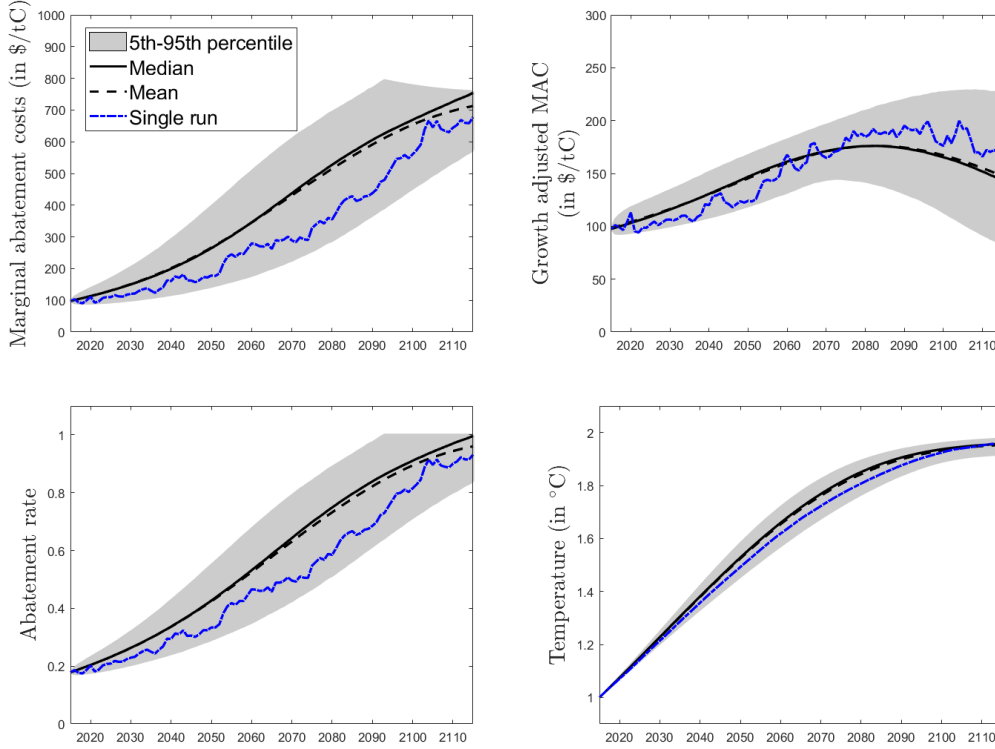 Marginal abatement costs (in $/tC)
1000
900
800
700
600
500
400
300
200
100
0
5th-95th percentile
Median
Mean
Single run
2020 2030 2040 2050 2060 2070 2080 2090 2100 2110
Growth adjusted MAC
(in $/tC)
300
250
200
150
100
50
0
2020 2030 2040 2050 2060 2070 2080 2090 2100 2110
Abatement rate
1
0.8
0.6
0.4
0.2
0
2020 2030 2040 2050 2060 2070 2080 2090 2100 2110
Temperature (in °C)
2
1.8
1.6
1.4
1.2
1
2020 2030 2040 2050 2060 2070 2080 2090 2100 2110